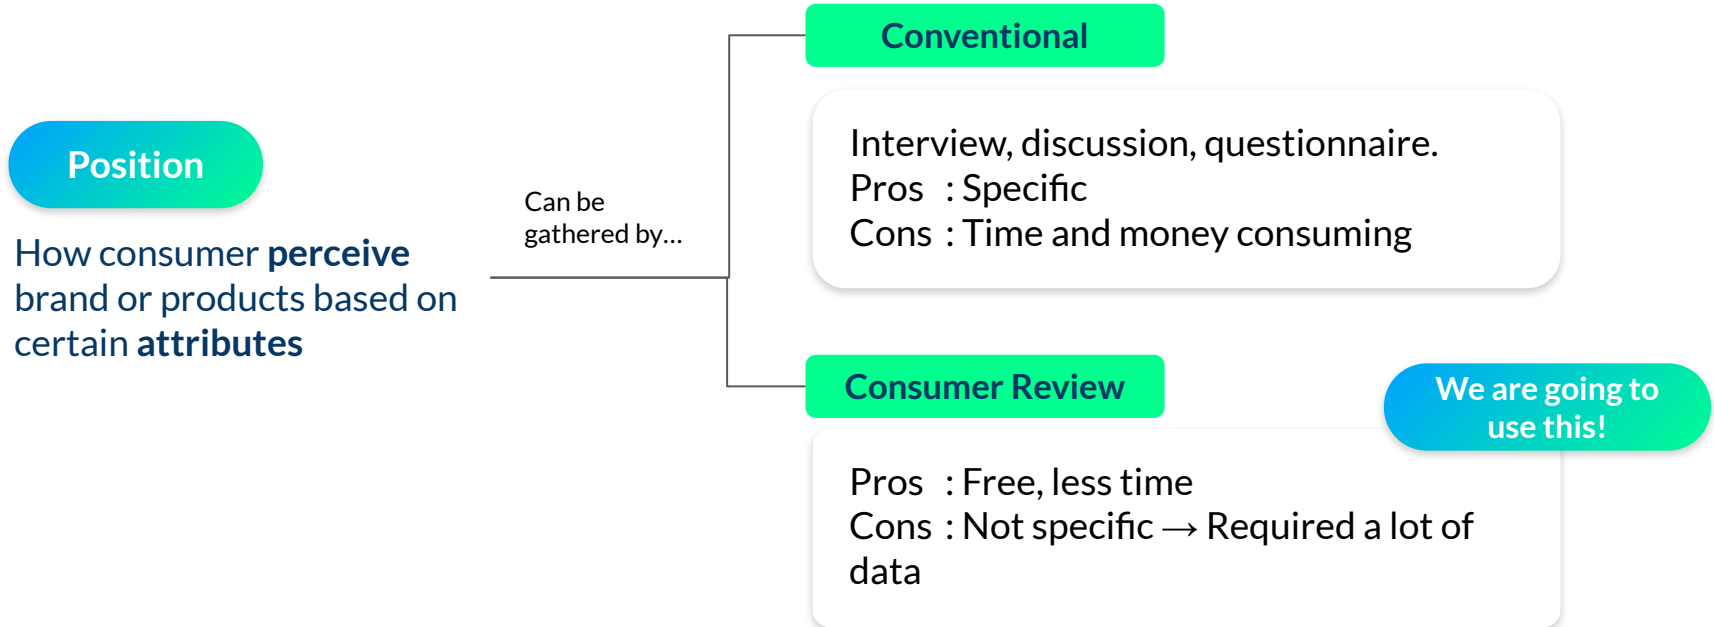 Position
How consumer perceive
brand or products based on
certain attributes
Can be
gathered by...
Conventional
Interview, discussion, questionnaire.
Pros : Specific
Cons : Time and money consuming
Consumer Review
We are going to
use this!
Pros : Free, less time
Cons : Not specific → Required a lot of
data